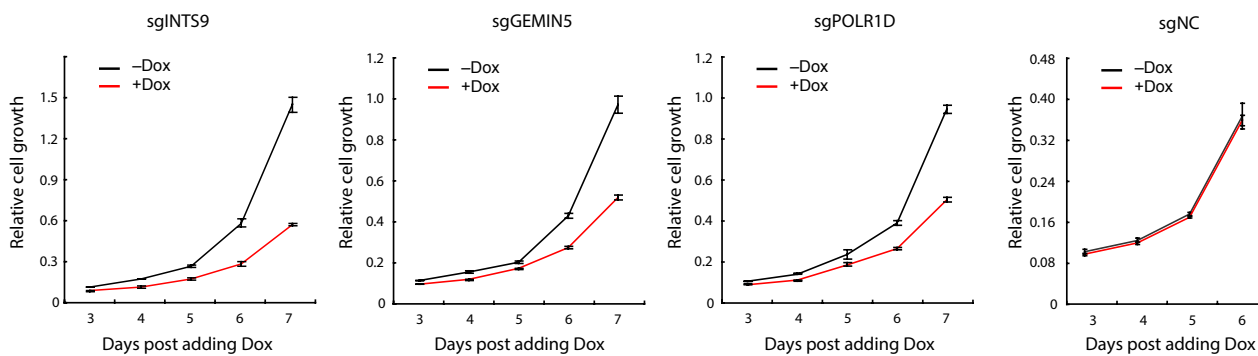 sgINTS9
–Dox
+Dox
Relative cell growth
1.8
1.5
1.2
0.9
0.6
0.3
0
3 4 5 6 7
Days post adding Dox
sgGEMIN5
–Dox
+Dox
Relative cell growth
1.2
1.0
0.8
0.6
0.4
0.2
0
3 4 5 6 7
Days post adding Dox
sgPOLR1D
–Dox
+Dox
Relative cell growth
1.2
1.0
0.8
0.6
0.4
0.2
0
3 4 5 6 7
Days post adding Dox
sgNC
–Dox
+Dox
Relative cell growth
0.48
0.40
0.32
0.24
0.16
0.08
0
3 4 5 6
Days post adding Dox